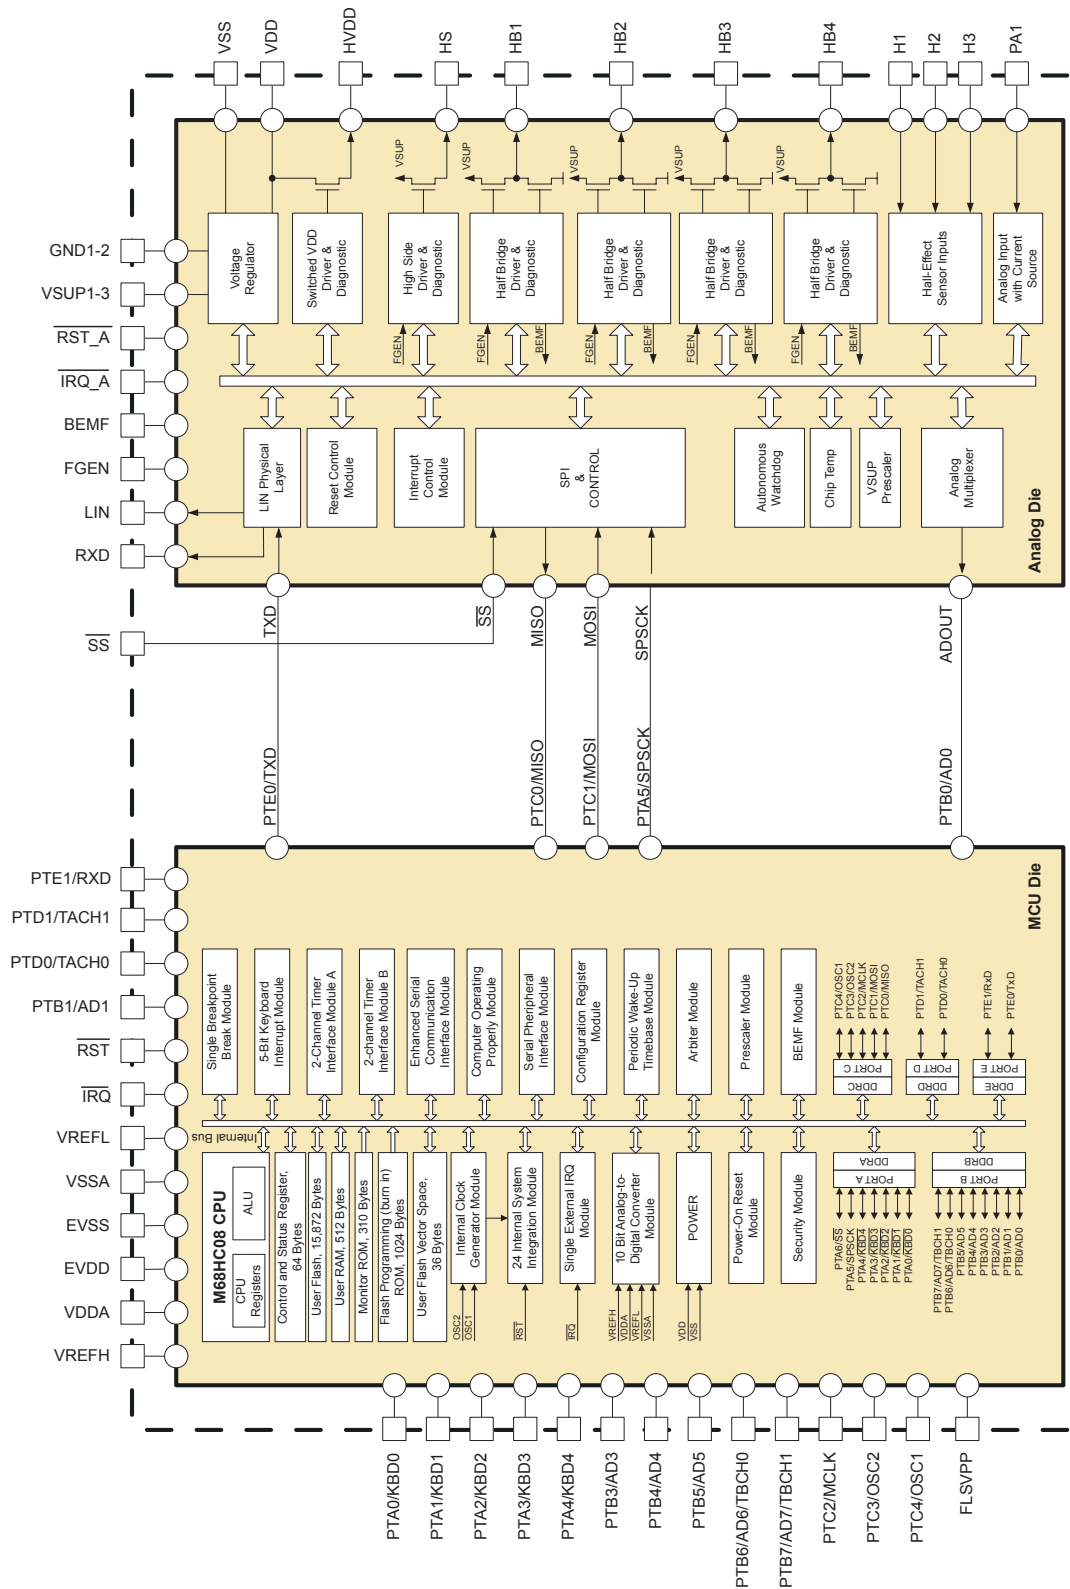 VSS
VDD
HVDD
HS
HB1
HB2
HB3
HB4
H1
H2
H3
PA1
GND1-2
VSUP1-3
RST_A
IRQ_A
BEMF
FGEN
LIN
RXD
SS
VSUP
VSUP
VSUP
VSUP
VSUP
Voltage
Regulator
Switched VDD
Driver &
Diagnostic
High Side
Driver &
Diagnostic
Half Bridge
Driver &
Diagnostic
Half Bridge
Driver &
Diagnostic
Half Bridge
Driver &
Diagnostic
Half Bridge
Driver &
Diagnostic
Hall-Effect
Sensor Inputs
Analog Input
with Current
Source
FGEN
FGEN
BEMF
FGEN
BEMF
FGEN
BEMF
FGEN
BEMF
LIN Physical
Layer
Reset Control
Module
Interrupt
Control
Module
SPI
&
CONTROL
Autonomous
Watchdog
Chip Temp
VSUP
Prescaler
Analog
Multiplexer
Analog Die
TXD
SS
MISO
MOSI
SPSCK
ADOUT
PTE0/TXD
PTC0/MISO
PTC1/MOSI
PTA5/SPSCK
PTB0/AD0
PTE1/RXD
PTD1/TACH1
PTD0/TACH0
PTB1/AD1
RST
IRQ
VREFL
VSSA
EVSS
EVDD
VDDA
VREFH
MCU Die
Single Breakpoint
Break Module
5-Bit Keyboard
Interrupt Module
2-Channel Timer
Interface Module A
2-channel Timer
Interface Module B
Enhanced Serial
Communication
Interface Module
Computer Operating
Properly Module
Serial Pheripheral
Interface Module
Configuration Register
Module
Periodic Wake-Up
Timebase Module
Arbiter Module
Prescaler Module
BEMF Module
PTC4/OSC1
PTC3/OSC2
PTC2/MCLK
PTC1/MOSI
PTC0/MISO
PORT C
DDRC
PTD1/TACH1
PTD0/TACH0
PORT D
DDRD
PTE1/RxD
PTE0/TxD
PORT E
DDRE
Internal Bus
M68HC08 CPU
CPU
Registers
ALU
Control and Status Register,
64 Bytes
User Flash, 15,872 Bytes
User RAM, 512 Bytes
Monitor ROM, 310 Bytes
Flash Programming (burn in)
ROM, 1024 Bytes
User Flash Vector Space,
36 Bytes
Internal Clock
Generator Module
OSC2
OSC1
24 Internal System
Integration Module
RST
Single External IRQ
Module
IRQ
10 Bit Analog-to-
Digital Converter
Module
VREFH
VDDA
VREFL
VSSA
POWER
VDD
VSS
Power-On Reset
Module
Security Module
DDRA
PORT A
PTA6/SS
PTA5/SPSCK
PTA4/KBD4
PTA3/KBD3
PTA2/KBD2
PTA1/KBD1
PTA0/KBD0
DDRB
PORT B
PTB7/AD7/TBCH1
PTB6/AD6/TBCH0
PTB5/AD5
PTB4/AD4
PTB3/AD3
PTB2/AD2
PTB1/AD1
PTB0/AD0
PTA0/KBD0
PTA1/KBD1
PTA2/KBD2
PTA3/KBD3
PTA4/KBD4
PTB3/AD3
PTB4/AD4
PTB5/AD5
PTB6/AD6/TBCH0
PTB7/AD7/TBCH1
PTC2/MCLK
PTC3/OSC2
PTC4/OSC1
FLSVPP